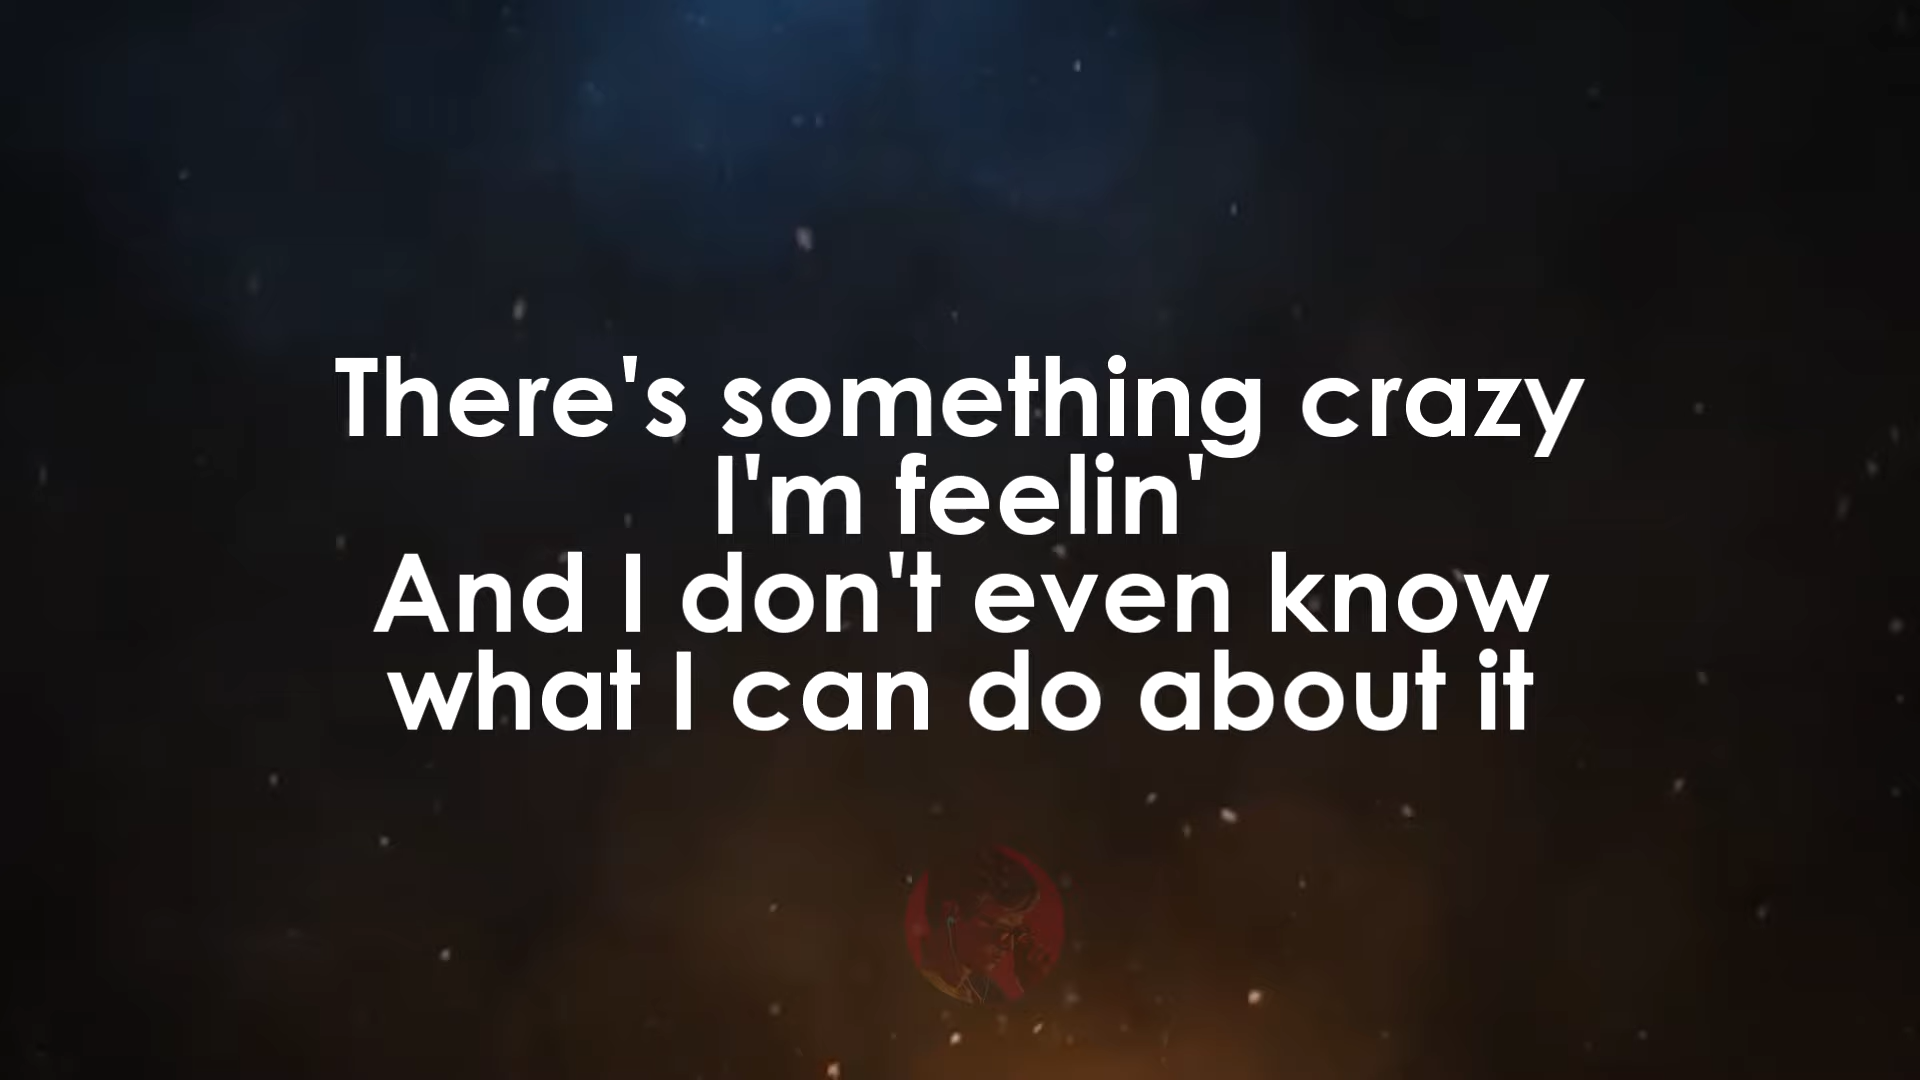 There's something crazy
I'm feelin'
And I don't even know
what I can do about it